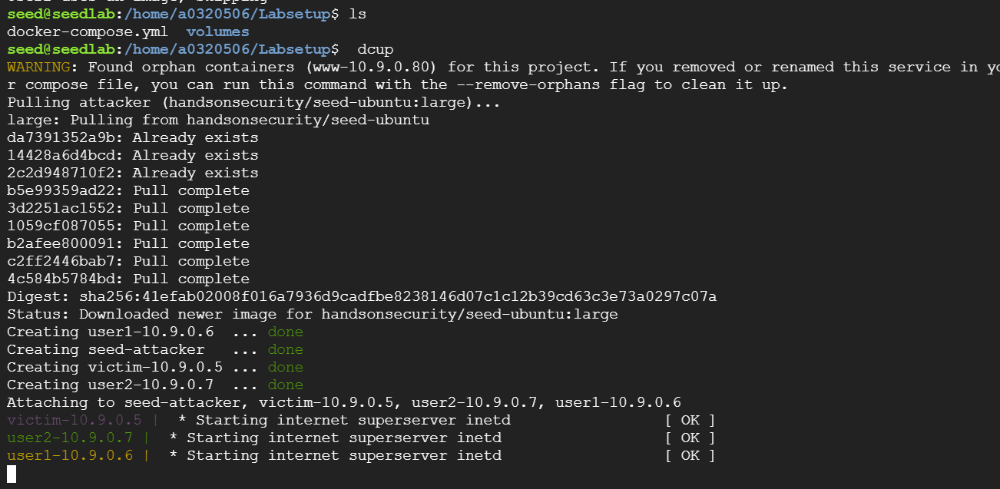 seed@seedlab:/home/a0320506/Labsetup$ ls
docker-compose.yml  volumes
seed@seedlab:/home/a0320506/Labsetup$  dcup
WARNING: Found orphan containers (www-10.9.0.80) for this project. If you removed or renamed this service in yo
r compose file, you can run this command with the --remove-orphans flag to clean it up.
Pulling attacker (handsonsecurity/seed-ubuntu:large)...
large: Pulling from handsonsecurity/seed-ubuntu
da7391352a9b: Already exists
14428a6d4bcd: Already exists
2c2d948710f2: Already exists
b5e99359ad22: Pull complete
3d2251ac1552: Pull complete
1059cf087055: Pull complete
b2afee800091: Pull complete
c2ff2446bab7: Pull complete
4c584b5784bd: Pull complete
Digest: sha256:41efab02008f016a7936d9cadfbe8238146d07c1c12b39cd63c3e73a0297c07a
Status: Downloaded newer image for handsonsecurity/seed-ubuntu:large
Creating user1-10.9.0.6  ... done
Creating seed-attacker   ... done
Creating victim-10.9.0.5 ... done
Creating user2-10.9.0.7  ... done
Attaching to seed-attacker, victim-10.9.0.5, user2-10.9.0.7, user1-10.9.0.6
victim-10.9.0.5 |  * Starting internet superserver inetd                 [ OK ]
user2-10.9.0.7 |  * Starting internet superserver inetd                  [ OK ]
user1-10.9.0.6 |  * Starting internet superserver inetd                  [ OK ]